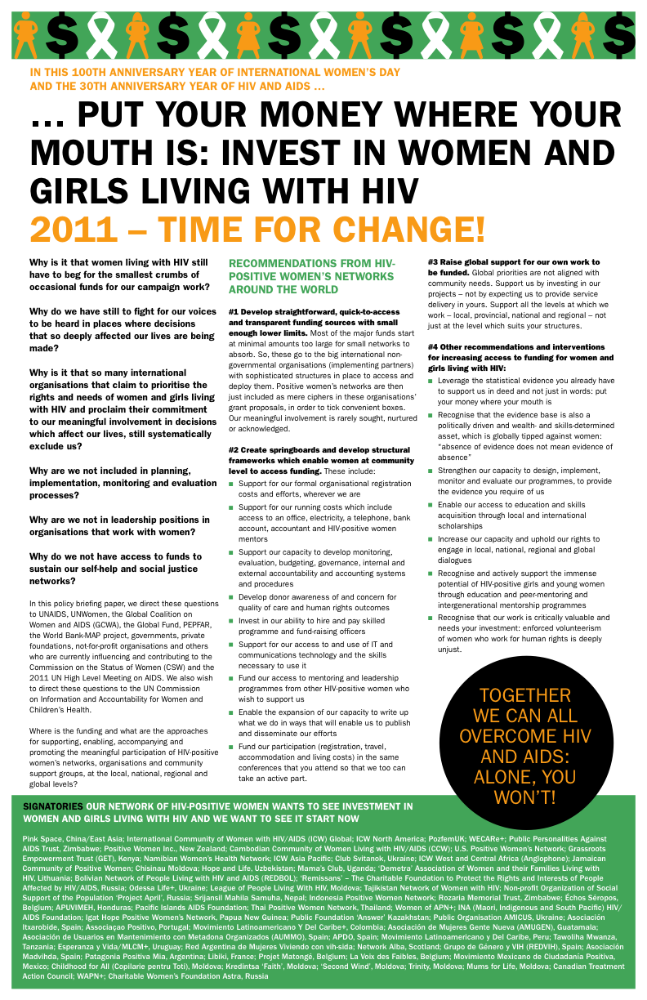 IN THIS 100TH ANNIVERSARY YEAR OF INTERNATIONAL WOMEN'S DAY
AND THE 30TH ANNIVERSARY YEAR OF HIV AND AIDS …
… PUT YOUR MONEY WHERE YOUR
MOUTH IS: INVEST IN WOMEN AND
GIRLS LIVING WITH HIV
2011 – TIME FOR CHANGE!
Why is it that women living with HIV still
have to beg for the smallest crumbs of
occasional funds for our campaign work?
Why do we have still to fight for our voices
to be heard in places where decisions
that so deeply affected our lives are being
made?
Why is it that so many international
organisations that claim to prioritise the
rights and needs of women and girls living
with HIV and proclaim their commitment
to our meaningful involvement in decisions
which affect our lives, still systematically
exclude us?
Why are we not included in planning,
implementation, monitoring and evaluation
processes?
Why are we not in leadership positions in
organisations that work with women?
Why do we not have access to funds to
sustain our self-help and social justice
networks?
In this policy briefing paper, we direct these questions
to UNAIDS, UNWomen, the Global Coalition on
Women and AIDS (GCWA), the Global Fund, PEPFAR,
the World Bank-MAP project, governments, private
foundations, not-for-profit organisations and others
who are currently influencing and contributing to the
Commission on the Status of Women (CSW) and the
2011 UN High Level Meeting on AIDS. We also wish
to direct these questions to the UN Commission
on Information and Accountability for Women and
Children's Health.
Where is the funding and what are the approaches
for supporting, enabling, accompanying and
promoting the meaningful participation of HIV-positive
women's networks, organisations and community
support groups, at the local, national, regional and
global levels?
RECOMMENDATIONS FROM HIV-
POSITIVE WOMEN'S NETWORKS
AROUND THE WORLD
#1 Develop straightforward, quick-to-access
and transparent funding sources with small
enough lower limits. Most of the major funds start
at minimal amounts too large for small networks to
absorb. So, these go to the big international non-
governmental organisations (implementing partners)
with sophisticated structures in place to access and
deploy them. Positive women's networks are then
just included as mere ciphers in these organisations'
grant proposals, in order to tick convenient boxes.
Our meaningful involvement is rarely sought, nurtured
or acknowledged.
#2 Create springboards and develop structural
frameworks which enable women at community
level to access funding. These include:
■ Support for our formal organisational registration
costs and efforts, wherever we are
■ Support for our running costs which include
access to an office, electricity, a telephone, bank
account, accountant and HIV-positive women
mentors
■ Support our capacity to develop monitoring,
evaluation, budgeting, governance, internal and
external accountability and accounting systems
and procedures
■ Develop donor awareness of and concern for
quality of care and human rights outcomes
■ Invest in our ability to hire and pay skilled
programme and fund-raising officers
■ Support for our access to and use of IT and
communications technology and the skills
necessary to use it
■ Fund our access to mentoring and leadership
programmes from other HIV-positive women who
wish to support us
■ Enable the expansion of our capacity to write up
what we do in ways that will enable us to publish
and disseminate our efforts
■ Fund our participation (registration, travel,
accommodation and living costs) in the same
conferences that you attend so that we too can
take an active part.
#3 Raise global support for our own work to
be funded. Global priorities are not aligned with
community needs. Support us by investing in our
projects – not by expecting us to provide service
delivery in yours. Support all the levels at which we
work – local, provincial, national and regional – not
just at the level which suits your structures.
#4 Other recommendations and interventions
for increasing access to funding for women and
girls living with HIV:
■ Leverage the statistical evidence you already have
to support us in deed and not just in words: put
your money where your mouth is
■ Recognise that the evidence base is also a
politically driven and wealth- and skills-determined
asset, which is globally tipped against women:
“absence of evidence does not mean evidence of
absence”
■ Strengthen our capacity to design, implement,
monitor and evaluate our programmes, to provide
the evidence you require of us
■ Enable our access to education and skills
acquisition through local and international
scholarships
■ Increase our capacity and uphold our rights to
engage in local, national, regional and global
dialogues
■ Recognise and actively support the immense
potential of HIV-positive girls and young women
through education and peer-mentoring and
intergenerational mentorship programmes
■ Recognise that our work is critically valuable and
needs your investment: enforced volunteerism
of women who work for human rights is deeply
unjust.
TOGETHER
WE CAN ALL
OVERCOME HIV
AND AIDS:
ALONE, YOU
WON'T!
SIGNATORIES OUR NETWORK OF HIV-POSITIVE WOMEN WANTS TO SEE INVESTMENT IN
WOMEN AND GIRLS LIVING WITH HIV AND WE WANT TO SEE IT START NOW
Pink Space, China/East Asia; International Community of Women with HIV/AIDS (ICW) Global; ICW North America; PozfemUK; WECARe+; Public Personalities Against
AIDS Trust, Zimbabwe; Positive Women Inc., New Zealand; Cambodian Community of Women Living with HIV/AIDS (CCW); U.S. Positive Women's Network; Grassroots
Empowerment Trust (GET), Kenya; Namibian Women's Health Network; ICW Asia Pacific; Club Svitanok, Ukraine; ICW West and Central Africa (Anglophone); Jamaican
Community of Positive Women; Chisinau Moldova; Hope and Life, Uzbekistan; Mama's Club, Uganda; ‘Demetra’ Association of Women and their Families Living with
HIV, Lithuania; Bolivian Network of People Living with HIV and AIDS (REDBOL); ‘Remissans’ – The Charitable Foundation to Protect the Rights and Interests of People
Affected by HIV/AIDS, Russia; Odessa Life+, Ukraine; League of People Living With HIV, Moldova; Tajikistan Network of Women with HIV; Non-profit Organization of Social
Support of the Population ‘Project April’, Russia; Srijansil Mahila Samuha, Nepal; Indonesia Positive Women Network; Rozaria Memorial Trust, Zimbabwe; Échos Séropos,
Belgium; APUVIMEH, Honduras; Pacific Islands AIDS Foundation; Thai Positive Women Network, Thailand; Women of APN+; INA (Maori, Indigenous and South Pacific) HIV/
AIDS Foundation; Igat Hope Positive Women's Network, Papua New Guinea; Public Foundation ‘Answer’ Kazakhstan; Public Organisation AMICUS, Ukraine; Asociación
Itxarobide, Spain; Associaçao Positivo, Portugal; Movimiento Latinoamericano Y Del Caribe+, Colombia; Asociación de Mujeres Gente Nueva (AMUGEN), Guatamala;
Asociación de Usuarios en Mantenimiento con Metadona Organizados (AUMMO), Spain; APDO, Spain; Movimiento Latinoamericano y Del Caribe, Peru; Tawoliha Mwanza,
Tanzania; Esperanza y Vida/MLCM+, Uruguay; Red Argentina de Mujeres Viviendo con vih-sida; Network Alba, Scotland; Grupo de Género y VIH (REDVIH), Spain; Asociación
Madvihda, Spain; Patagonia Positiva Mia, Argentina; Libiki, France; Projet Matongé, Belgium; La Voix des Faibles, Belgium; Movimiento Mexicano de Ciudadanía Positiva,
Mexico; Childhood for All (Copilarie pentru Toti), Moldova; Kredintsa ‘Faith’, Moldova; ‘Second Wind’, Moldova; Trinity, Moldova; Mums for Life, Moldova; Canadian Treatment
Action Council; WAPN+; Charitable Women's Foundation Astra, Russia